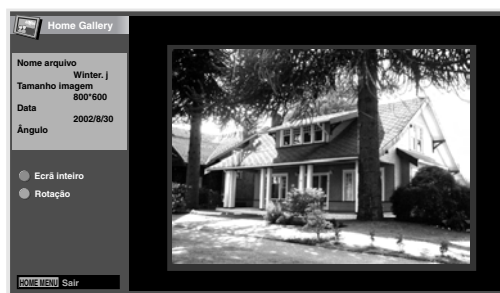 Home Gallery
Nome arquivo
Winter. j
Tamanho imagem
800*600
Data
2002/8/30
Ângulo
Ecrã inteiro
Rotação
HOME MENU Sair